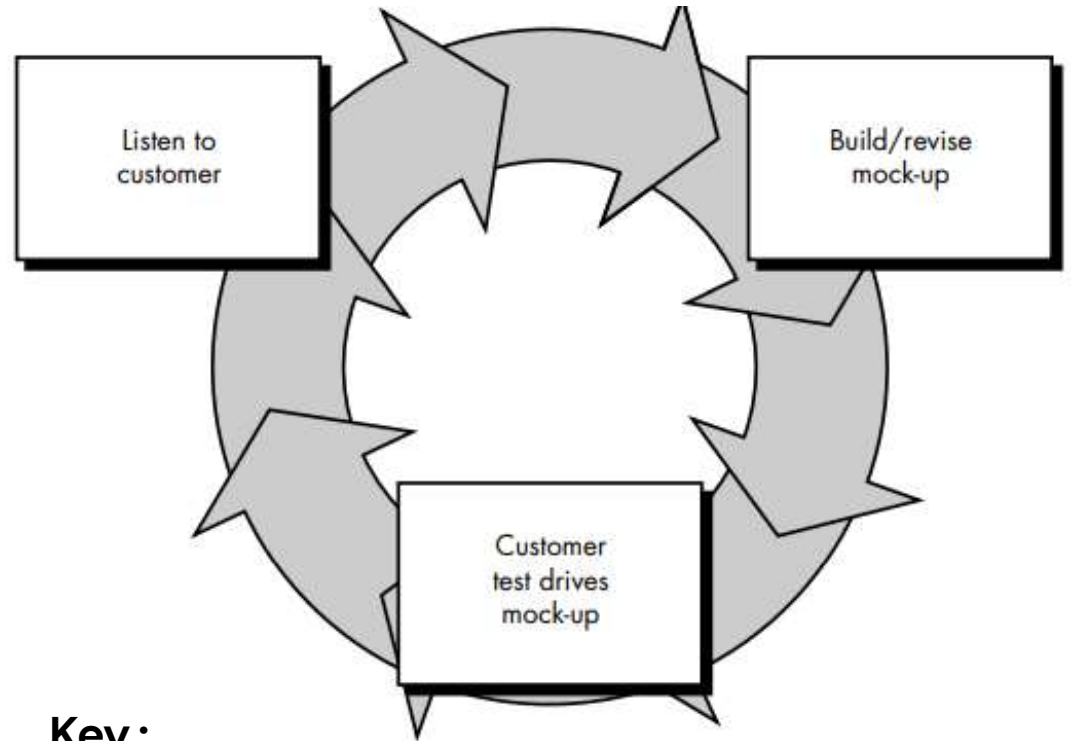 Listen to
customer
Build/revise
mock-up
Customer
test drives
mock-up
Key: